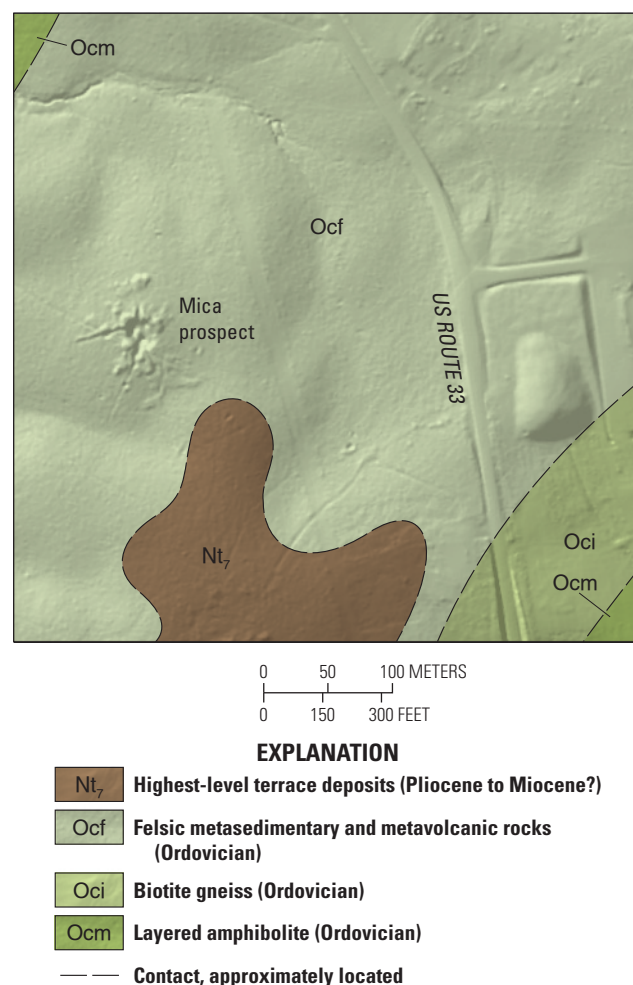 Ocm
Ocf
Mica
prospect
US ROUTE 33
Nt₇
Oci
Ocm
0 50 100 METERS
0 150 300 FEET
EXPLANATION
Nt₇ Highest-level terrace deposits (Pliocene to Miocene?)
Ocf Felsic metasedimentary and metavolcanic rocks
(Ordovician)
Oci Biotite gneiss (Ordovician)
Ocm Layered amphibolite (Ordovician)
Contact, approximately located